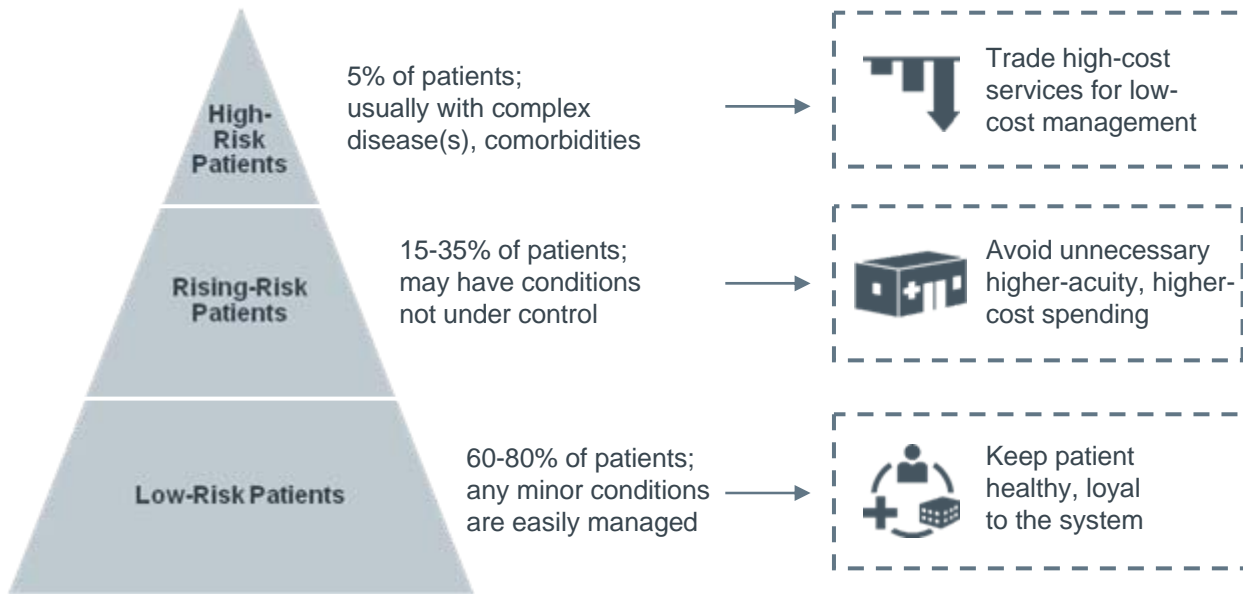 High-
Risk
Patients
5% of patients;
usually with complex
disease(s), comorbidities
Trade high-cost
services for low-
cost management
Rising-Risk
Patients
15-35% of patients;
may have conditions
not under control
Avoid unnecessary
higher-acuity, higher-
cost spending
Low-Risk Patients
60-80% of patients;
any minor conditions
are easily managed
Keep patient
healthy, loyal
to the system